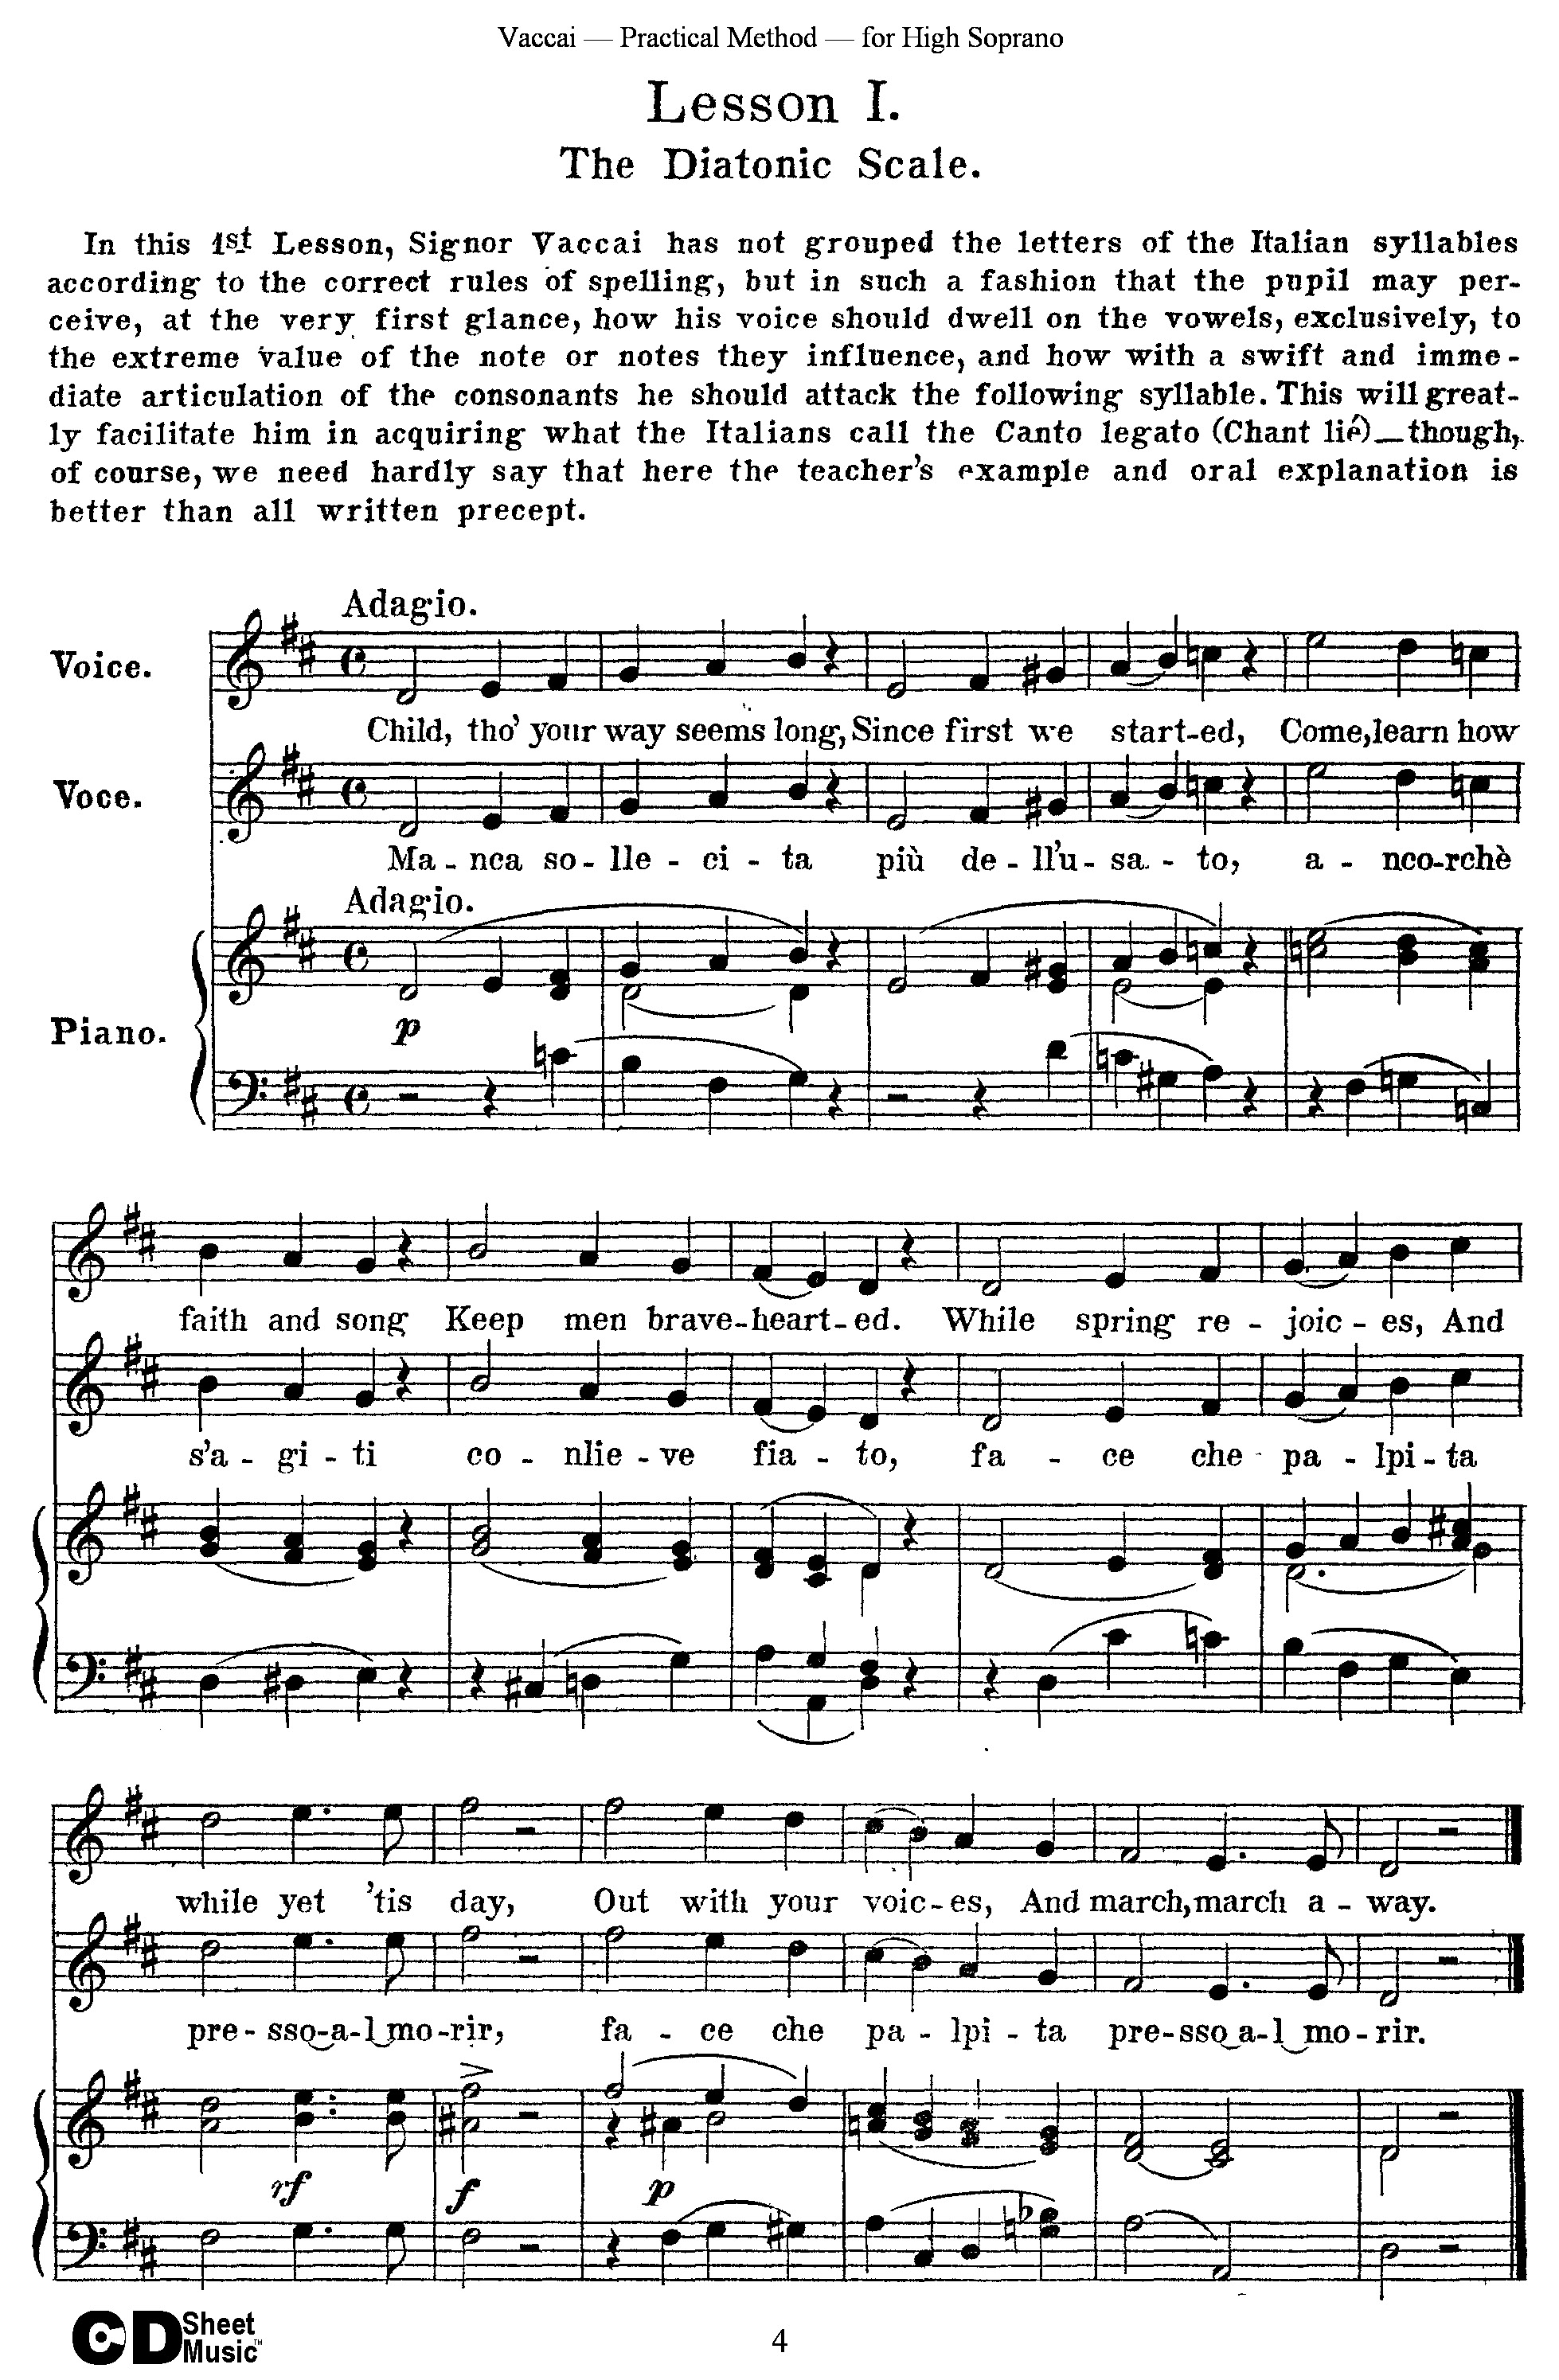 Vaccai — Practical Method — for High Soprano
Lesson I.
The Diatonic Scale.
In this 1st Lesson, Signor Vaccai has not grouped the letters of the Italian syllables
according to the correct rules of spelling, but in such a fashion that the pupil may per-
ceive, at the very first glance, how his voice should dwell on the vowels, exclusively, to
the extreme value of the note or notes they influence, and how with a swift and imme-
diate articulation of the consonants he should attack the following syllable. This will great-
ly facilitate him in acquiring what the Italians call the Canto legato (Chant lié)—though,
of course, we need hardly say that here the teacher's example and oral explanation is
better than all written precept.
Adagio.
Voice.
Child, tho' your way seems long, Since first we start-ed, Come, learn how
Voce.
Ma - nca so - lle - ci - ta più de - ll'u - sa - to, a - nco-rchè
Adagio.
p
Piano.
faith and song Keep men brave-heart-ed. While spring re - joic - es, And
s'a - gi - ti co - nlie - ve fia - to, fa - ce che pa - lpi - ta
while yet 'tis day, Out with your voic - es, And march, march a - way.
pre - sso-a-l mo-rir, fa - ce che pa - lpi - ta pre-sso a-l mo-rir.
rf f p
CD Sheet Music™
4